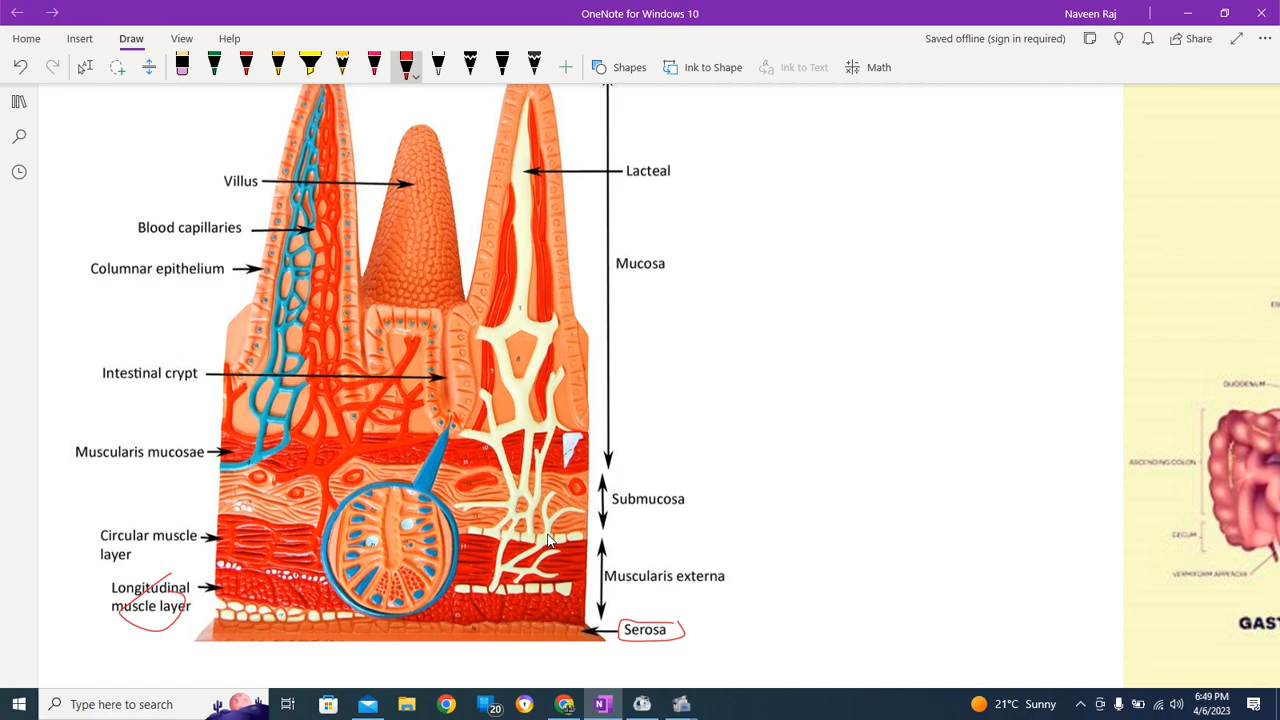 OneNote for Windows 10
Naveen Raj
Home
Insert
Draw
View
Help
Saved offline (sign in required)
Share
Shapes
Ink to Shape
Ink to Text
Math
Villus
Blood capillaries
Columnar epithelium
Intestinal crypt
Muscularis mucosae
Circular muscle
layer
Longitudinal
muscle layer
Lacteal
Mucosa
Submucosa
Muscularis externa
Serosa
DUODENUM
ASCENDING COLON
CECUM
VERMIFORM APPENDIX
GAST
Type here to search
20
21°C Sunny
6:49 PM
2/6/2023